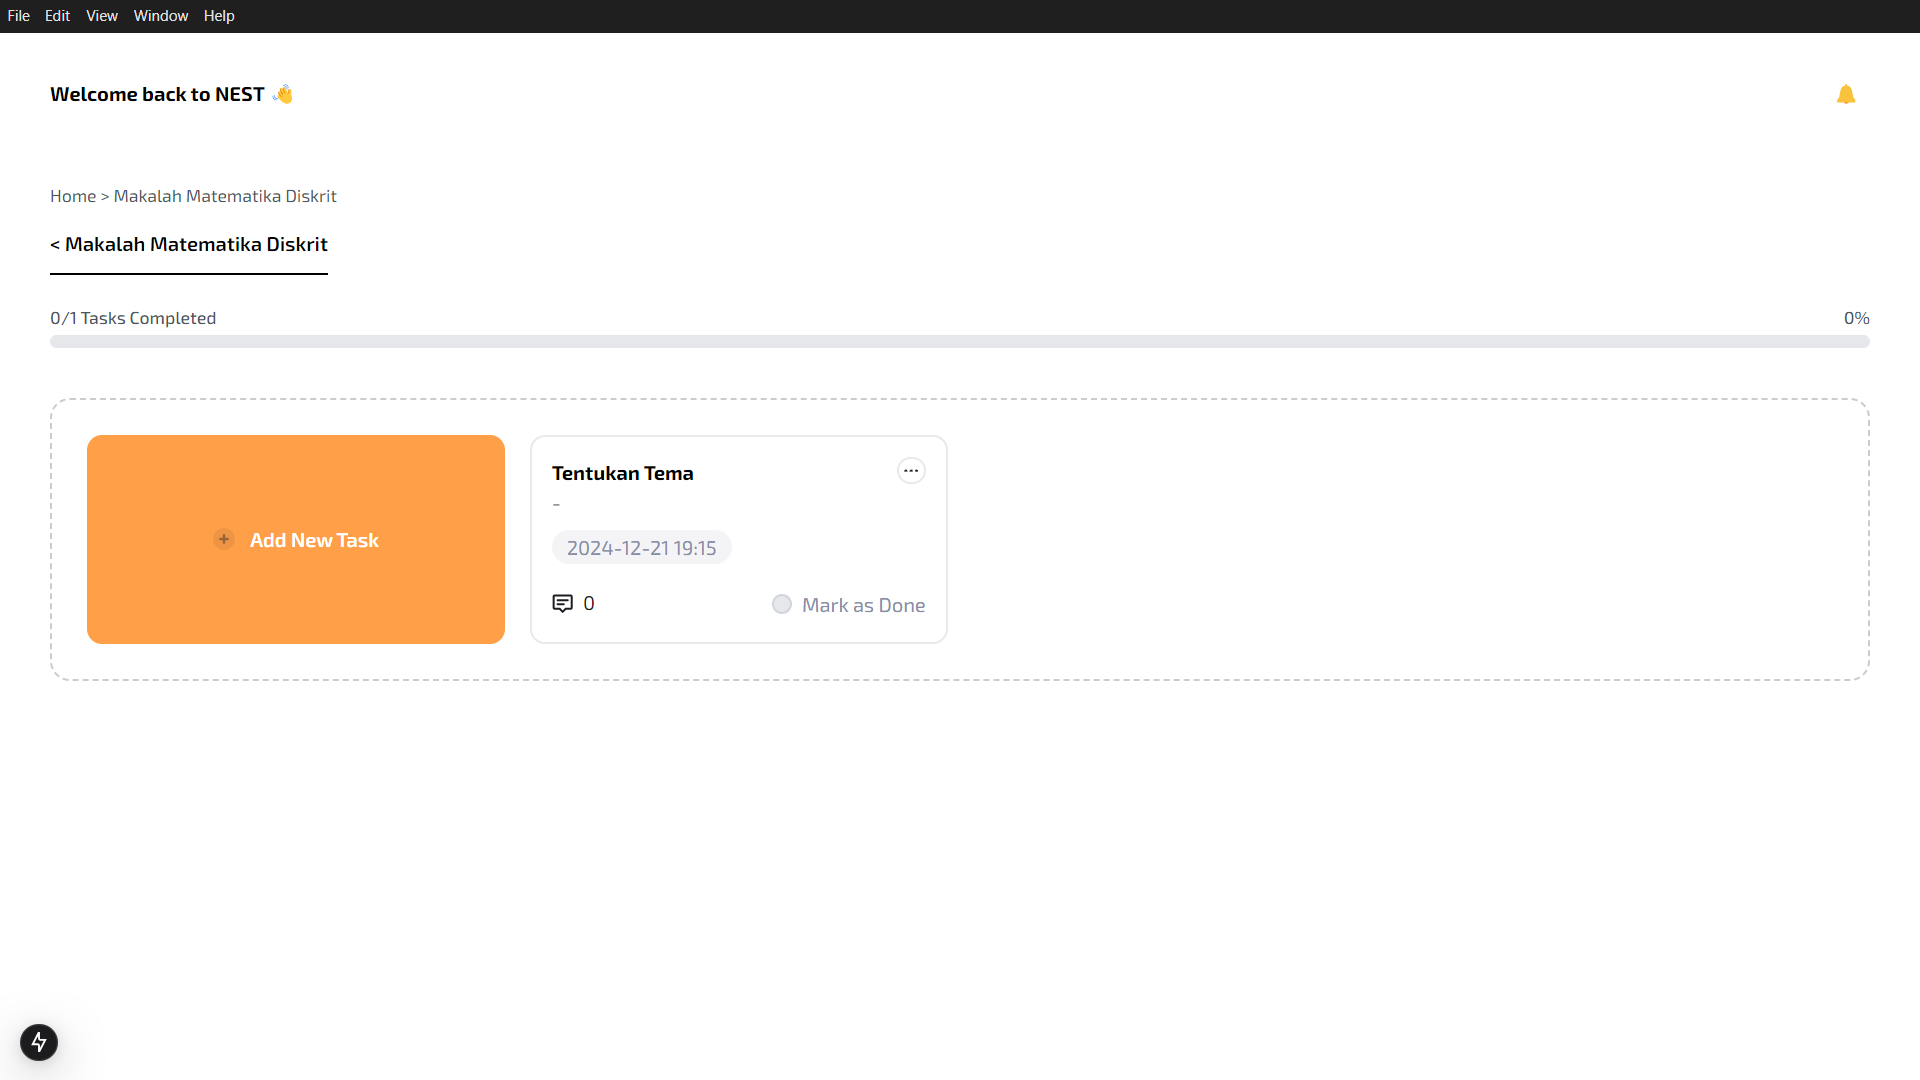 File Edit View Window Help
Welcome back to NEST 👋
Home > Makalah Matematika Diskrit
< Makalah Matematika Diskrit
0/1 Tasks Completed 0%
+ Add New Task
Tentukan Tema
-
2024-12-21 19:15
0 Mark as Done